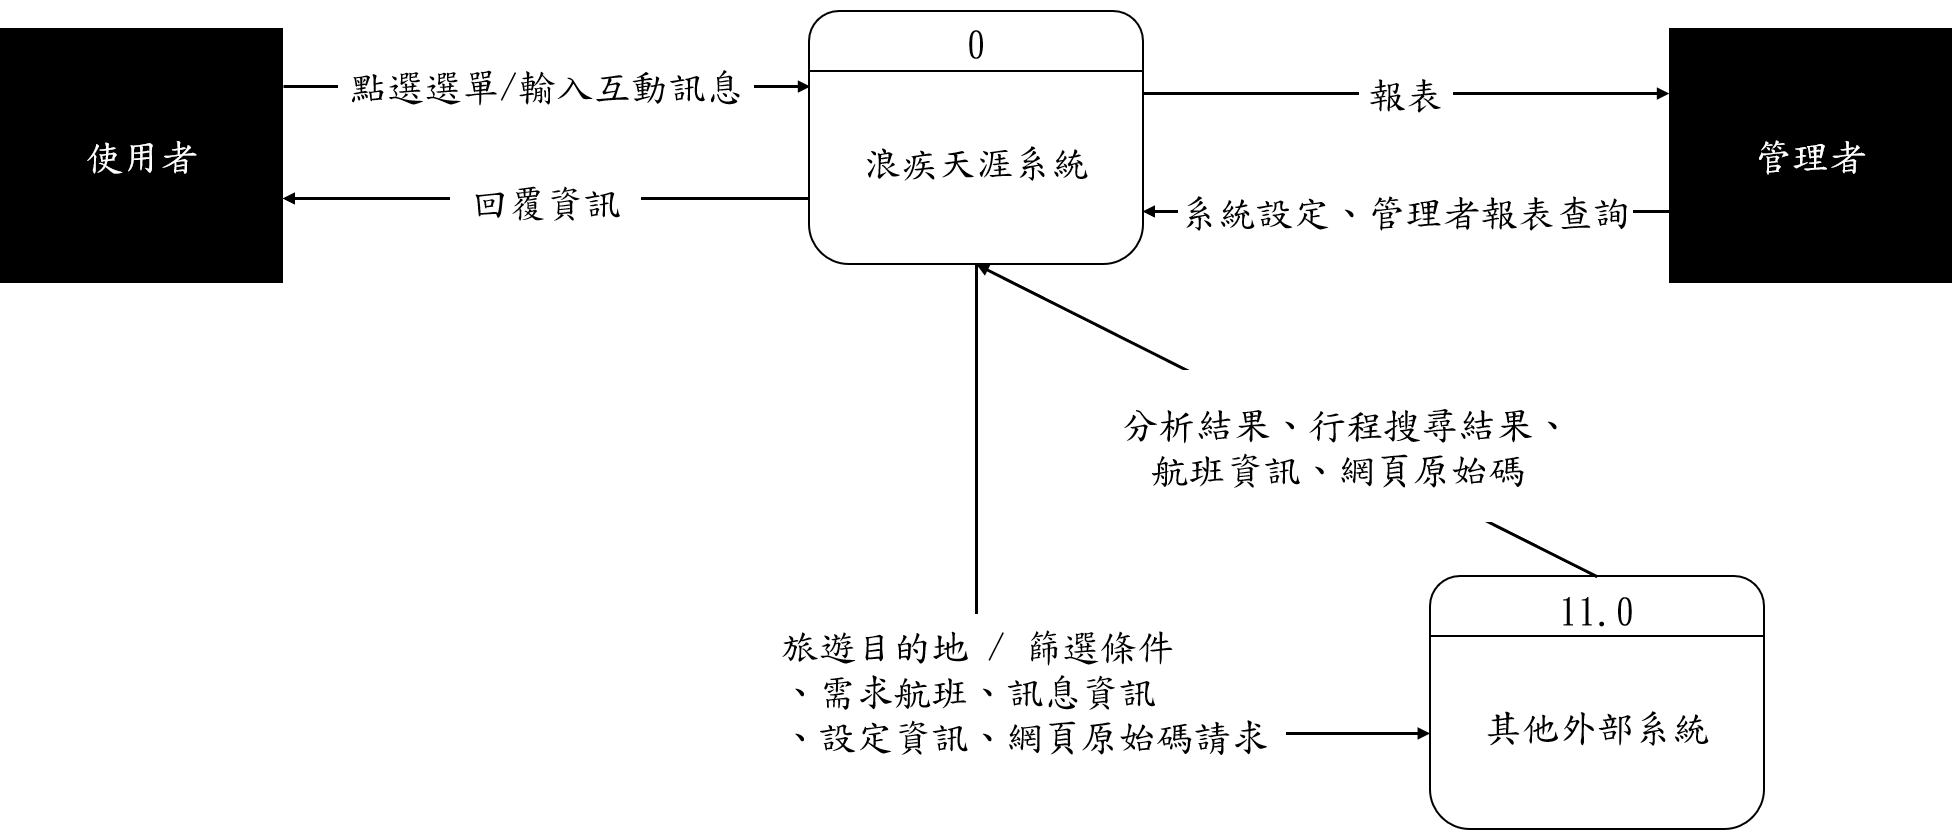 使用者
點選選單/輸入互動訊息
回覆資訊
0
浪疾天涯系統
報表
系統設定、管理者報表查詢
管理者
分析結果、行程搜尋結果、
航班資訊、網頁原始碼
旅遊目的地 / 篩選條件
、需求航班、訊息資訊
、設定資訊、網頁原始碼請求
11.0
其他外部系統